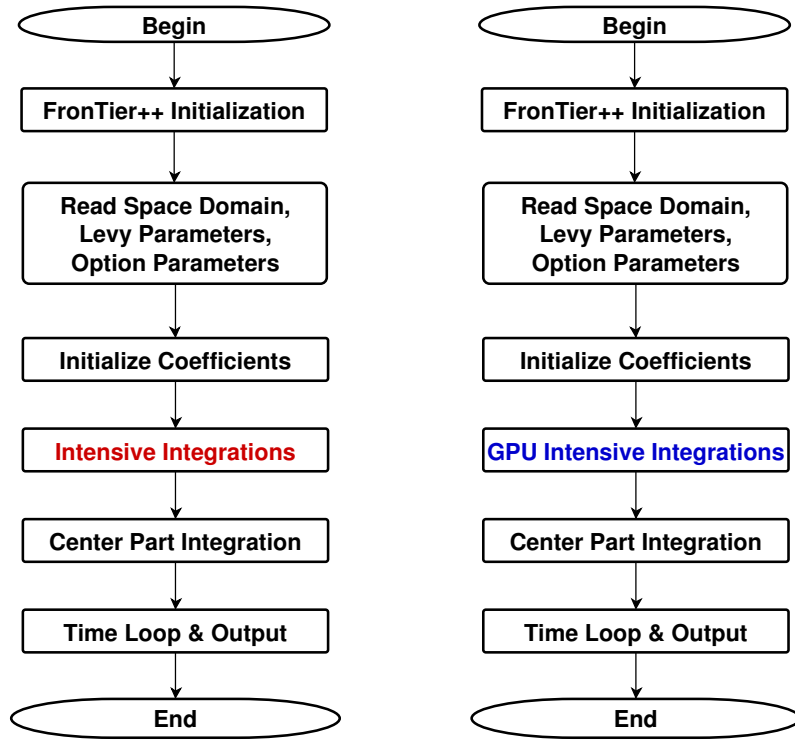 Begin
FronTier++ Initialization
Read Space Domain,
Levy Parameters,
Option Parameters
Initialize Coefficients
Intensive Integrations
Center Part Integration
Time Loop & Output
End
Begin
FronTier++ Initialization
Read Space Domain,
Levy Parameters,
Option Parameters
Initialize Coefficients
GPU Intensive Integrations
Center Part Integration
Time Loop & Output
End